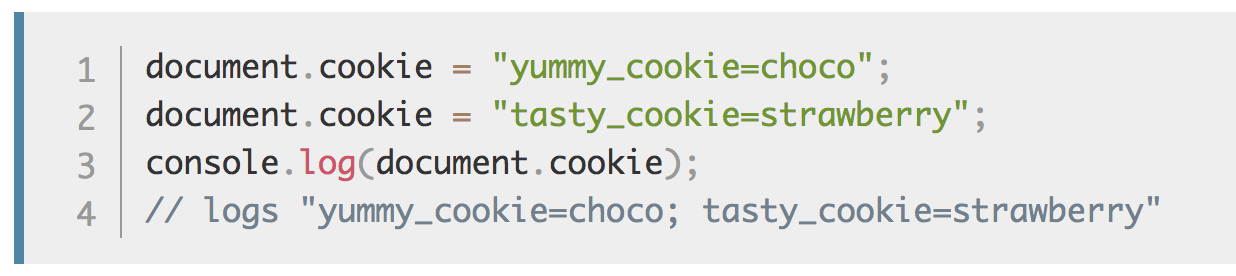 1 document.cookie = "yummy_cookie=choco";
2 document.cookie = "tasty_cookie=strawberry";
3 console.log(document.cookie);
4 // logs "yummy_cookie=choco; tasty_cookie=strawberry"